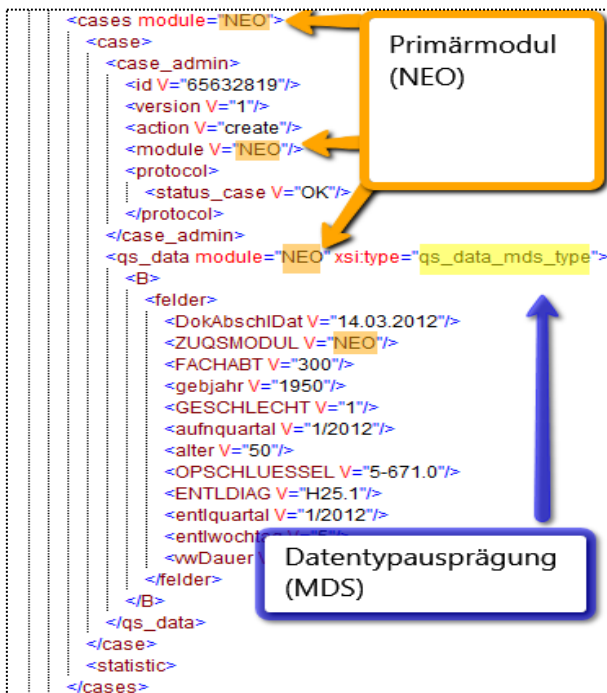 <cases module="NEO">
<case>
<case_admin>
<id V="65632819"/>
<version V="1"/>
<action V="create"/>
<module V="NEO"/>
<protocol>
<status_case V="OK"/>
</protocol>
</case_admin>
<qs_data module="NEO" xsi:type="qs_data_mds_type">
<B>
<felder>
<DokAbschlDat V="14.03.2012"/>
<ZUQSMODUL V="NEO"/>
<FACHABT V="300"/>
<gebjahr V="1950"/>
<GESCHLECHT V="1"/>
<aufnquartal V="1/2012"/>
<alter V="50"/>
<OPSCHLUESSEL V="5-671.0"/>
<ENTLDIAG V="H25.1"/>
<entlquartal V="1/2012"/>
<vwDauer
</felder>
</B>
</qs_data>
</case>
<statistic>
</cases>
Primärmodul
(NEO)
Datentypausprägung
(MDS)